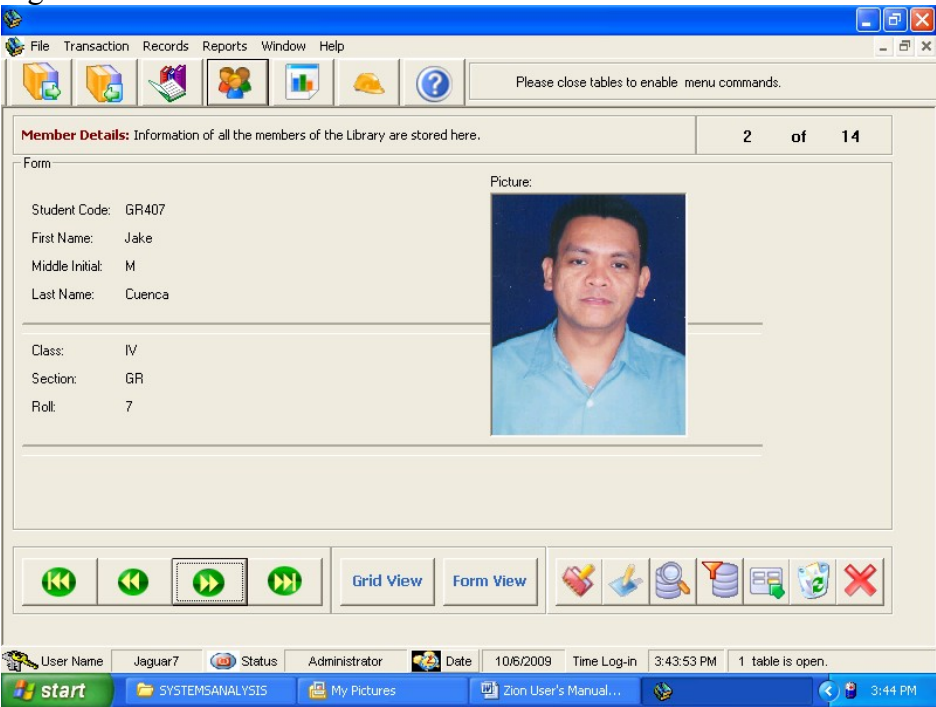 File Transaction Records Reports Window Help
Please close tables to enable menu commands.
Member Details: Information of all the members of the Library are stored here.
2 of 14
Form
Picture:
Student Code: GR407
First Name: Jake
Middle Initial: M
Last Name: Cuenca
Class: IV
Section: GR
Roll: 7
Grid View Form View
User Name Jaguar7 Status Administrator Date 10/6/2009 Time Log-in 3:43:53 PM 1 table is open.
start SYSTEMSANALYSIS My Pictures Zion User's Manual... 3:44 PM